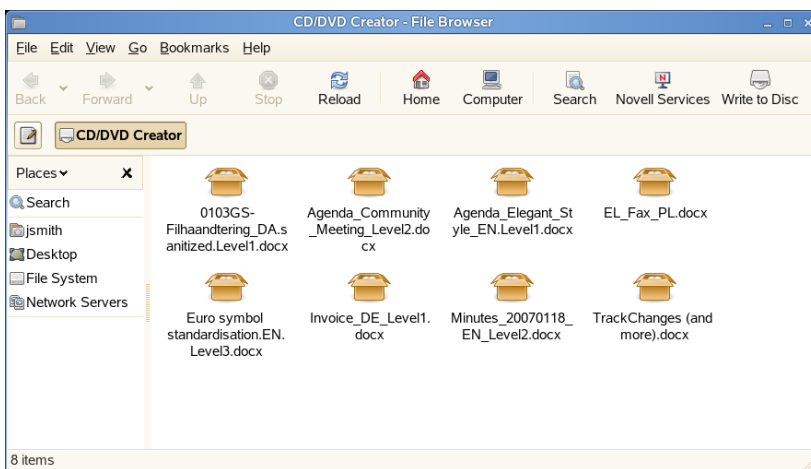 CD/DVD Creator - File Browser
File Edit View Go Bookmarks Help
Back Forward Up Stop Reload Home Computer Search Novell Services Write to Disc
CD/DVD Creator
Places
Search
jsmith
Desktop
File System
Network Servers
0103GS-
Filhaandtering_DA.s
anitized.Level1.docx
Agenda_Community
_Meeting_Level2.do
cx
Agenda_Elegant_St
yle_EN.Level1.docx
EL_Fax_PL.docx
Euro symbol
standardisation.EN.
Level3.docx
Invoice_DE_Level1.
docx
Minutes_20070118_
EN_Level2.docx
TrackChanges (and
more).docx
8 items